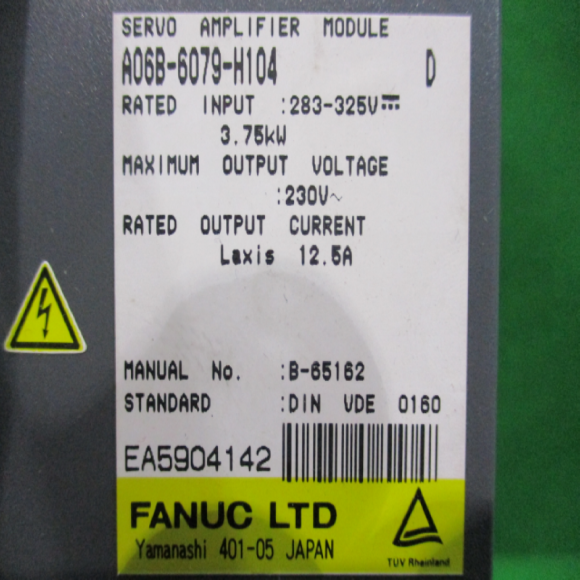 SERVO AMPLIFIER MODULE
A06B-6079-H104 D
RATED INPUT :283-325V⎓
3.75kW
MAXIMUM OUTPUT VOLTAGE
:230V~
RATED OUTPUT CURRENT
Laxis 12.5A
MANUAL No. :B-65162
STANDARD :DIN VDE 0160
EA5904142
FANUC LTD
Yamanashi 401-05 JAPAN
TUV Rheinland